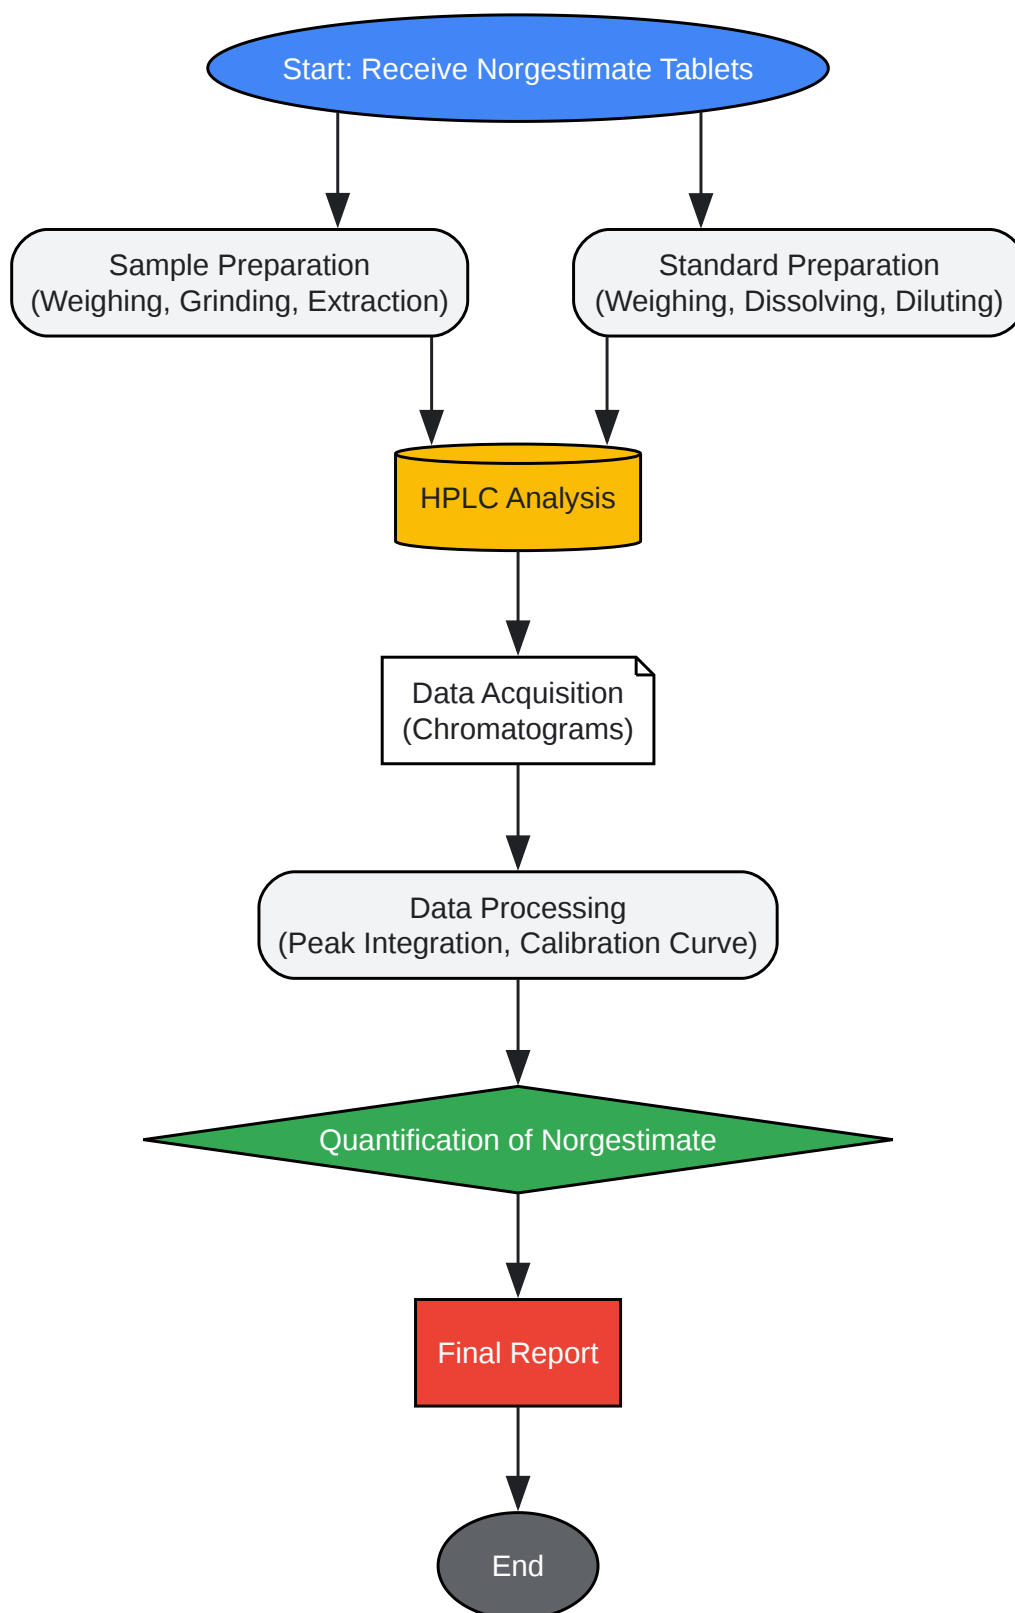 Start: Receive Norgestimate Tablets
Sample Preparation
(Weighing, Grinding, Extraction)
Standard Preparation
(Weighing, Dissolving, Diluting)
HPLC Analysis
Data Acquisition
(Chromatograms)
Data Processing
(Peak Integration, Calibration Curve)
Quantification of Norgestimate
Final Report
End